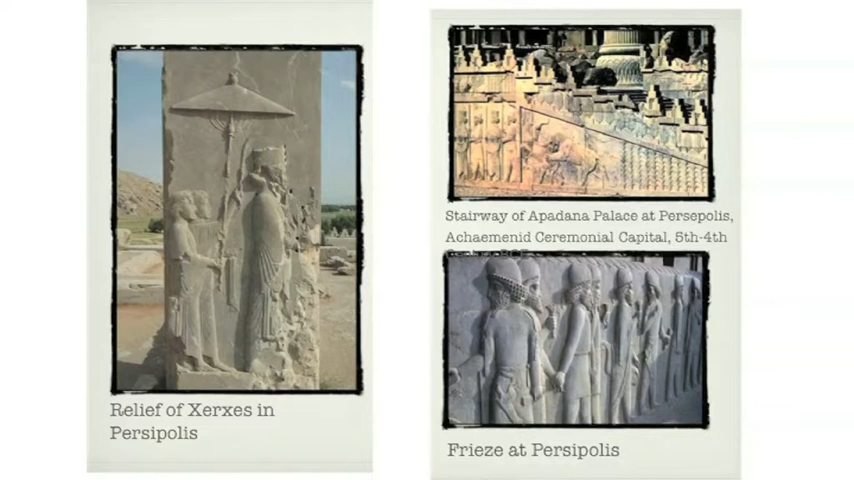 Relief of Xerxes in
Persipolis
Stairway of Apadana Palace at Persepolis,
Achaemenid Ceremonial Capital, 5th-4th
Frieze at Persipolis